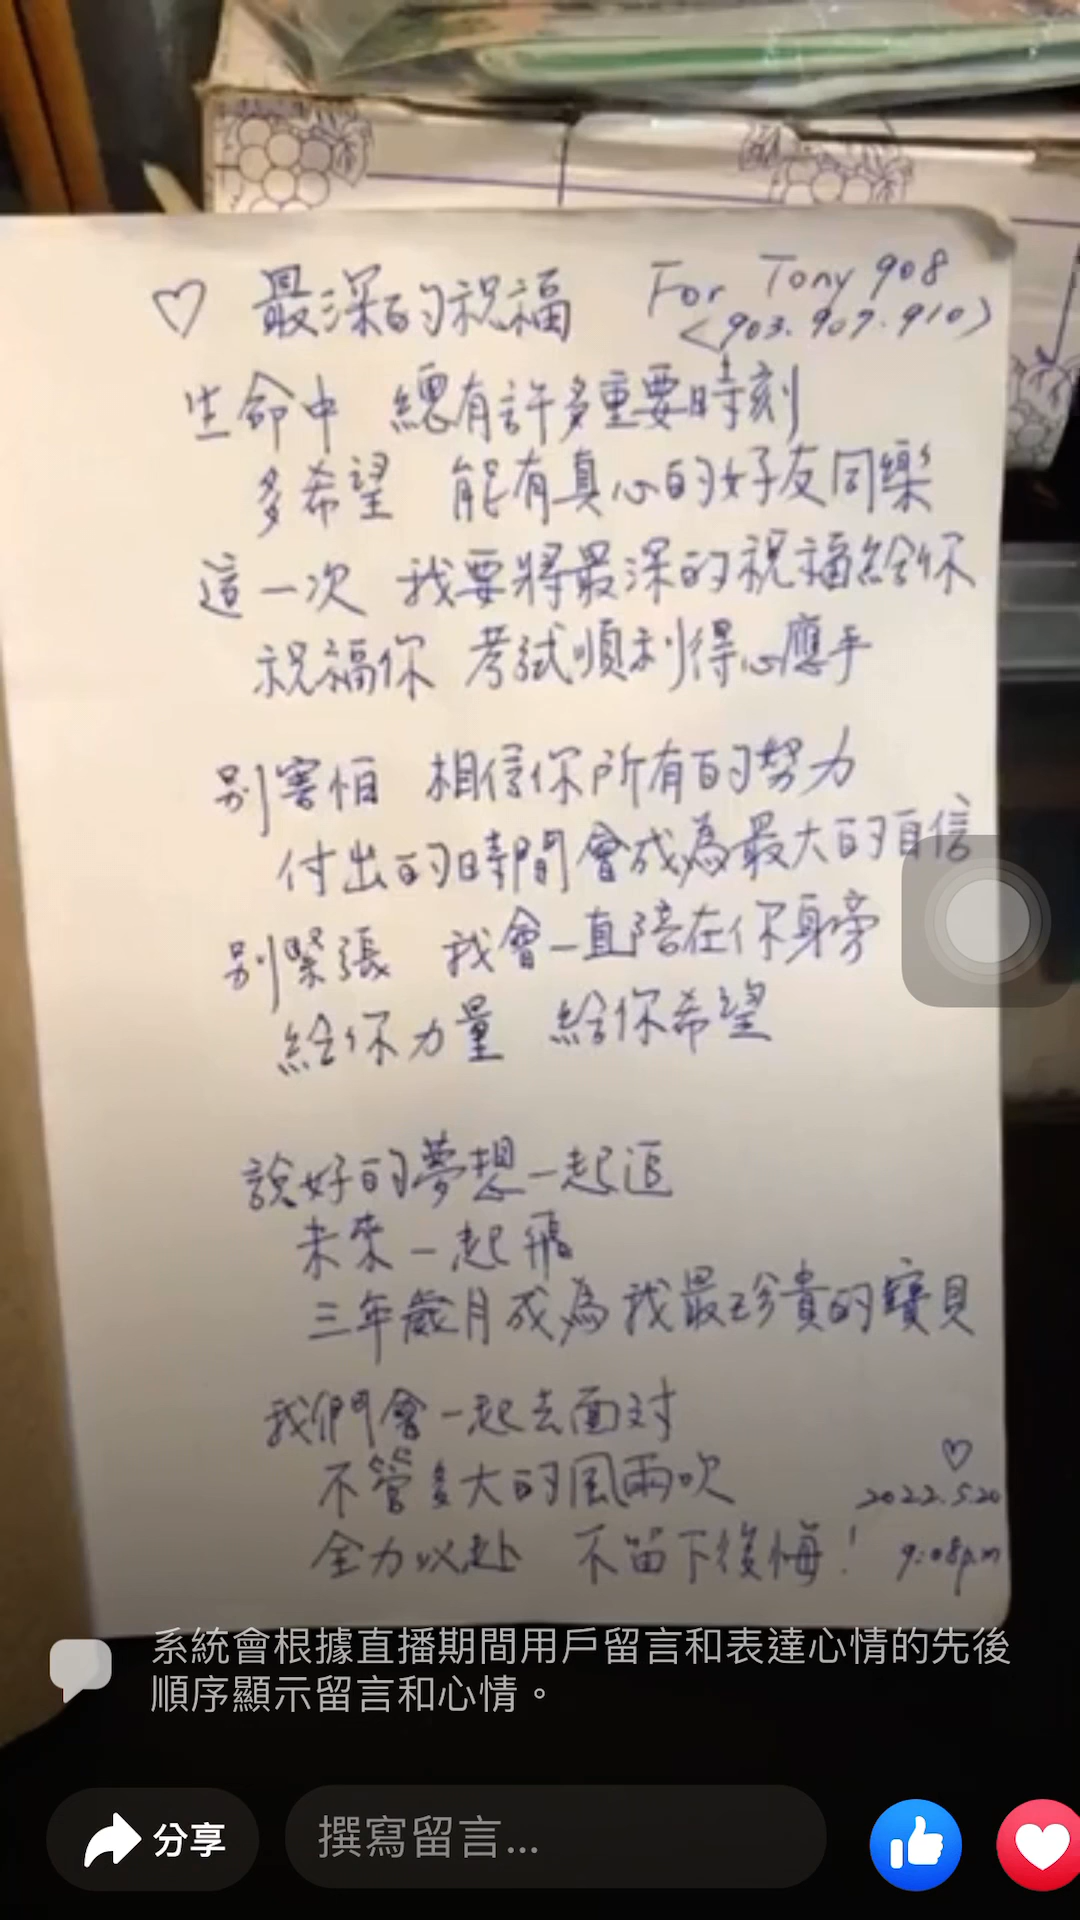 ♡ 最深的祝福 For Tony 908
<903.907.910>
生命中 總有許多重要時刻
多希望 能有真心的好友同樂
這一次 我要將最深的祝福給你
祝福你 考試順利得心應手
別害怕 相信你所有的努力
付出的時間會成為最大的自信
別緊張 我會一直陪在你身旁
給你力量 給你希望
說好的夢想一起追
未來一起飛
三年歲月成為我最珍貴的寶貝
我們會一起去面对
不管多大的風雨吹
全力以赴 不留下後悔！
♡
2022.5.20
9:08p.m
系統會根據直播期間用戶留言和表達心情的先後
順序顯示留言和心情。
分享
撰寫留言...